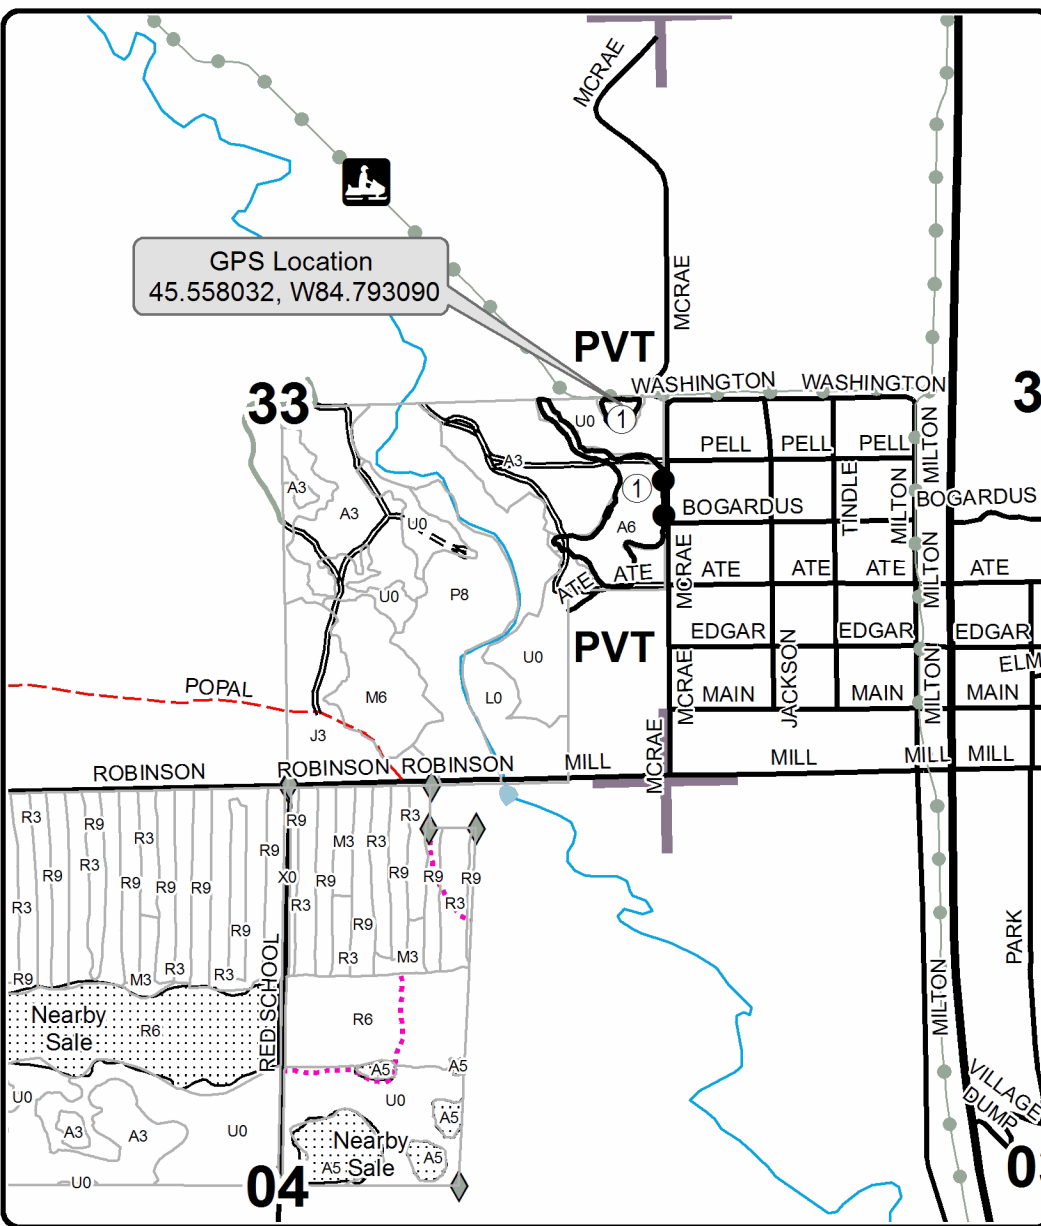 MCRAE
GPS Location
45.558032, W84.793090
MCRAE
PVT
WASHINGTON
WASHINGTON
3
33
U0
1
MILTON
PELL
PELL
PELL
A3
A3
1
TINDLE
MILTON
BOGARDUS
BOGARDUS
A3
U0
A6
ATE
ATE
MCRAE
ATE
ATE
ATE
ATE
MILTON
U0
P8
EDGAR
EDGAR
EDGAR
PVT
U0
JACKSON
ELM
POPAL
M6
L0
MCRAE
MAIN
MAIN
MILTON
MAIN
J3
MCRAE
ROBINSON
ROBINSON
ROBINSON
MILL
MILL
MILL
MILL
R3
R9
R3
R9
M3
R3
R3
R9
R3
R9
R9
R9
R9
R9
X0
R9
R9
R9
R9
R3
R3
R3
R9
R9
RED SCHOOL
R3
M3
R9
M3
R3
R3
PARK
MILTON
Nearby
Sale
R6
R6
A5
A5
U0
U0
A3
A3
U0
A5
Nearby
Sale
A5
A5
U0
04
VILLAGE
DUMP
03